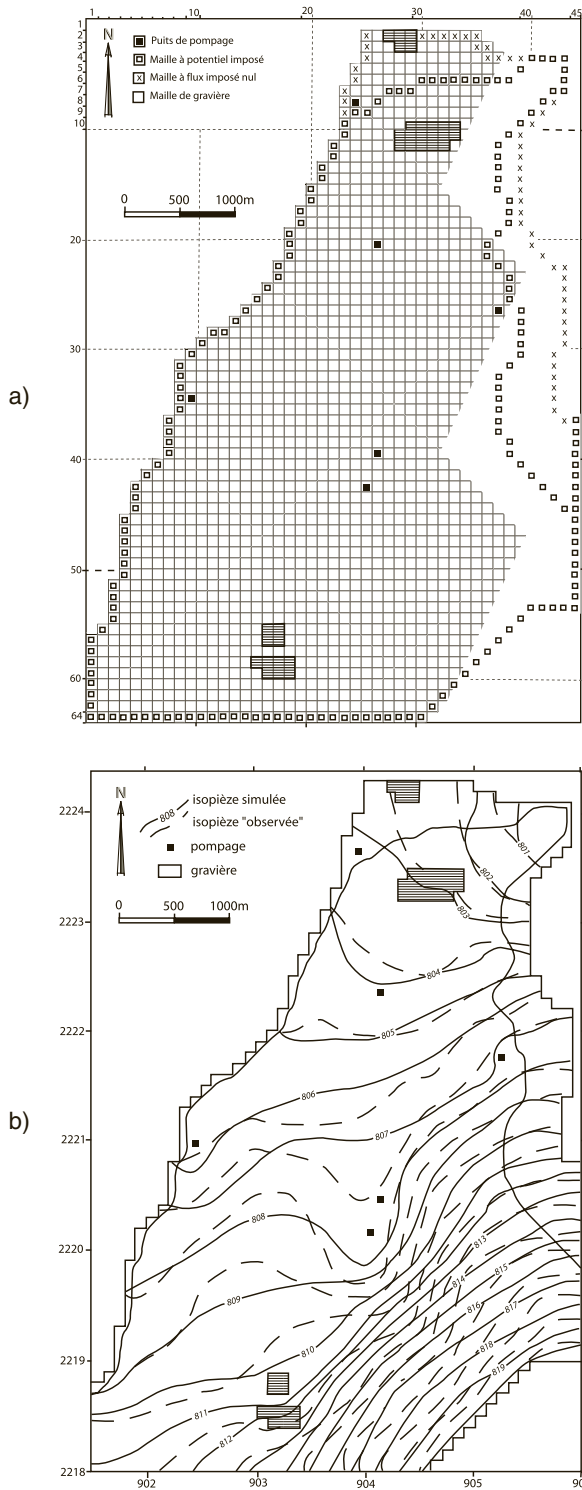 1 10 20 30 40 45
1
2
3
4
5
6
7
8
9
10
20
30
40
50
60
64
N
Puits de pompage
Maille à potentiel imposé
x Maille à flux imposé nul
Maille de gravière
0 500 1000m
a)
N
808 isopièze simulée
isopièze "observée"
pompage
gravière
0 500 1000m
b)
2224
2223
2222
2221
2220
2219
2218
801
802
803
804
805
806
807
808
809
810
811
812
813
814
815
816
817
818
819
902 903 904 905 90